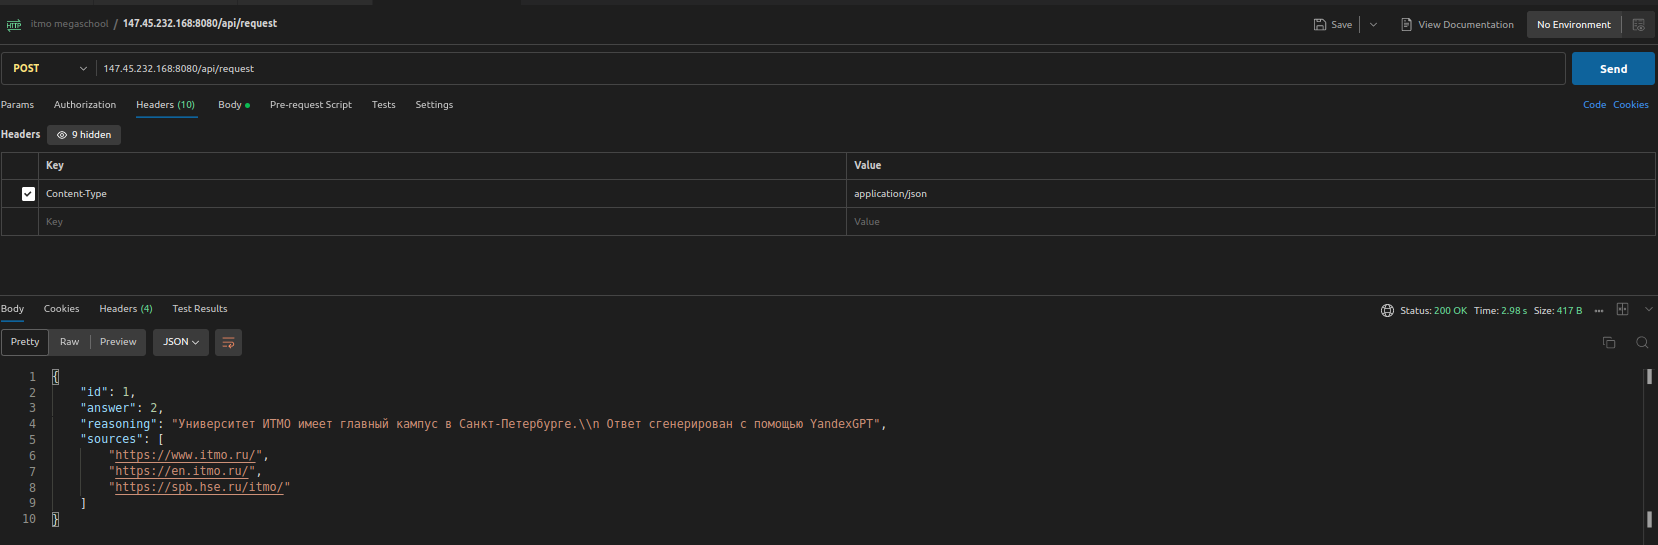 HTTP itmo megaschool / 147.45.232.168:8080/api/request Save View Documentation No Environment
POST 147.45.232.168:8080/api/request Send
Params Authorization Headers (10) Body Pre-request Script Tests Settings Code Cookies
Headers 9 hidden
Key Value
Content-Type application/json
Key Value
Body Cookies Headers (4) Test Results Status: 200 OK Time: 2.98 s Size: 417 B
Pretty Raw Preview JSON
1 {
2 "id": 1,
3 "answer": 2,
4 "reasoning": "Университет ИТМО имеет главный кампус в Санкт-Петербурге.\\n Ответ сгенерирован с помощью YandexGPT",
5 "sources": [
6 "https://www.itmo.ru/",
7 "https://en.itmo.ru/",
8 "https://spb.hse.ru/itmo/"
9 ]
10 }